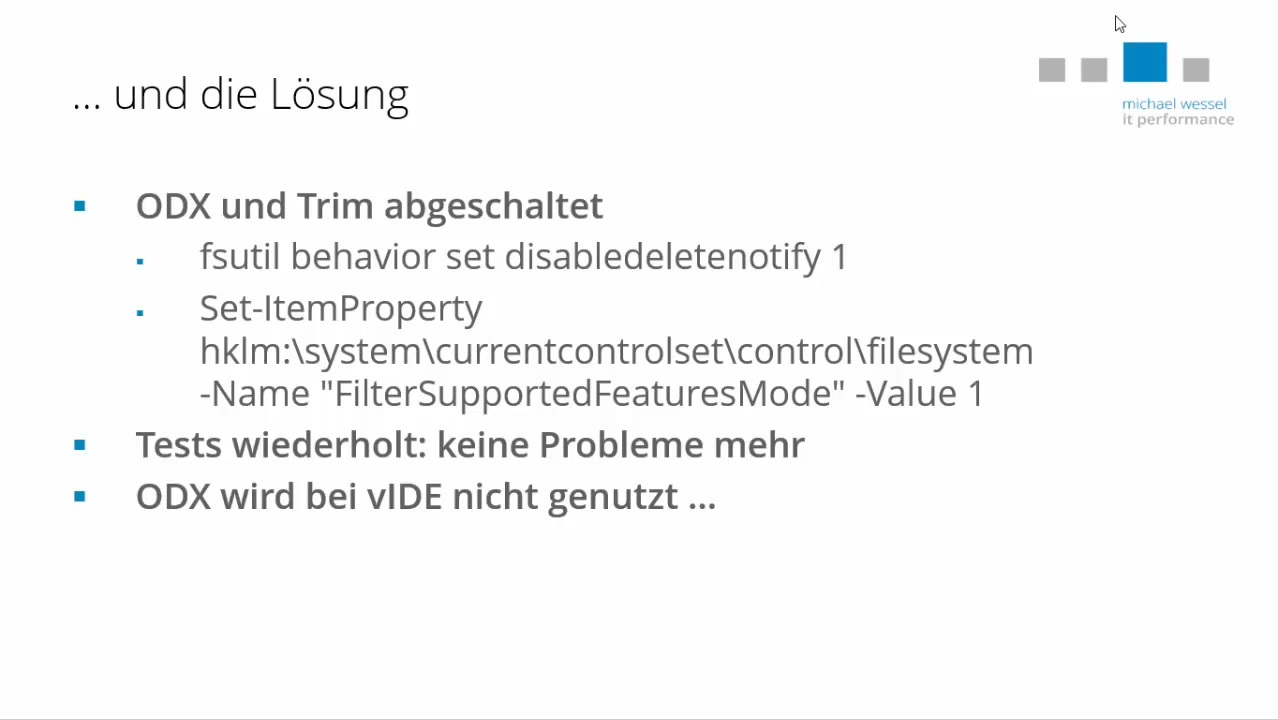 ... und die Lösung
michael wessel
it performance
ODX und Trim abgeschaltet
fsutil behavior set disabledeletenotify 1
Set-ItemProperty
hklm:\system\currentcontrolset\control\filesystem
-Name "FilterSupportedFeaturesMode" -Value 1
Tests wiederholt: keine Probleme mehr
ODX wird bei vIDE nicht genutzt ...